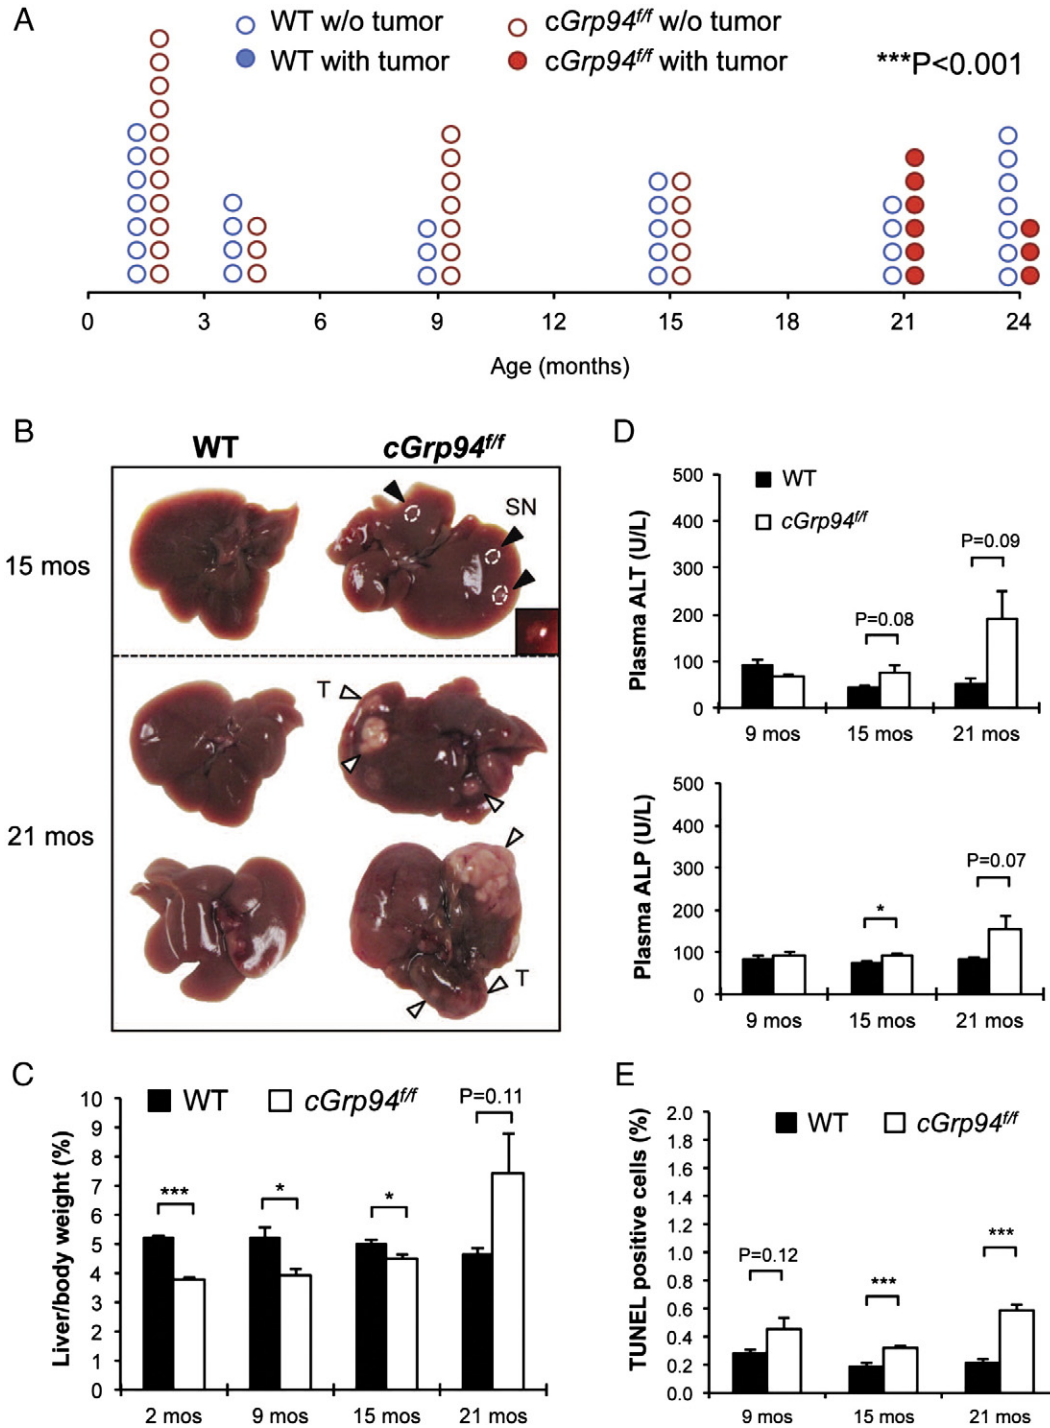 A
WT w/o tumor
cGrp94f/f w/o tumor
WT with tumor
cGrp94f/f with tumor
***P<0.001
0 3 6 9 12 15 18 21 24
Age (months)
B
WT cGrp94f/f
15 mos
SN
21 mos
T
T
C
WT cGrp94f/f
P=0.11
Liver/body weight (%)
10
9
8
7
6
5
4
3
2
1
0
*** * *
2 mos 9 mos 15 mos 21 mos
D
WT
cGrp94f/f
Plasma ALT (U/L)
500
400
300
200
100
0
P=0.08
P=0.09
9 mos 15 mos 21 mos
Plasma ALP (U/L)
500
400
300
200
100
0
*
P=0.07
9 mos 15 mos 21 mos
E
WT cGrp94f/f
TUNEL positive cells (%)
2.0
1.8
1.6
1.4
1.2
1.0
0.8
0.6
0.4
0.2
0.0
P=0.12
***
***
9 mos 15 mos 21 mos